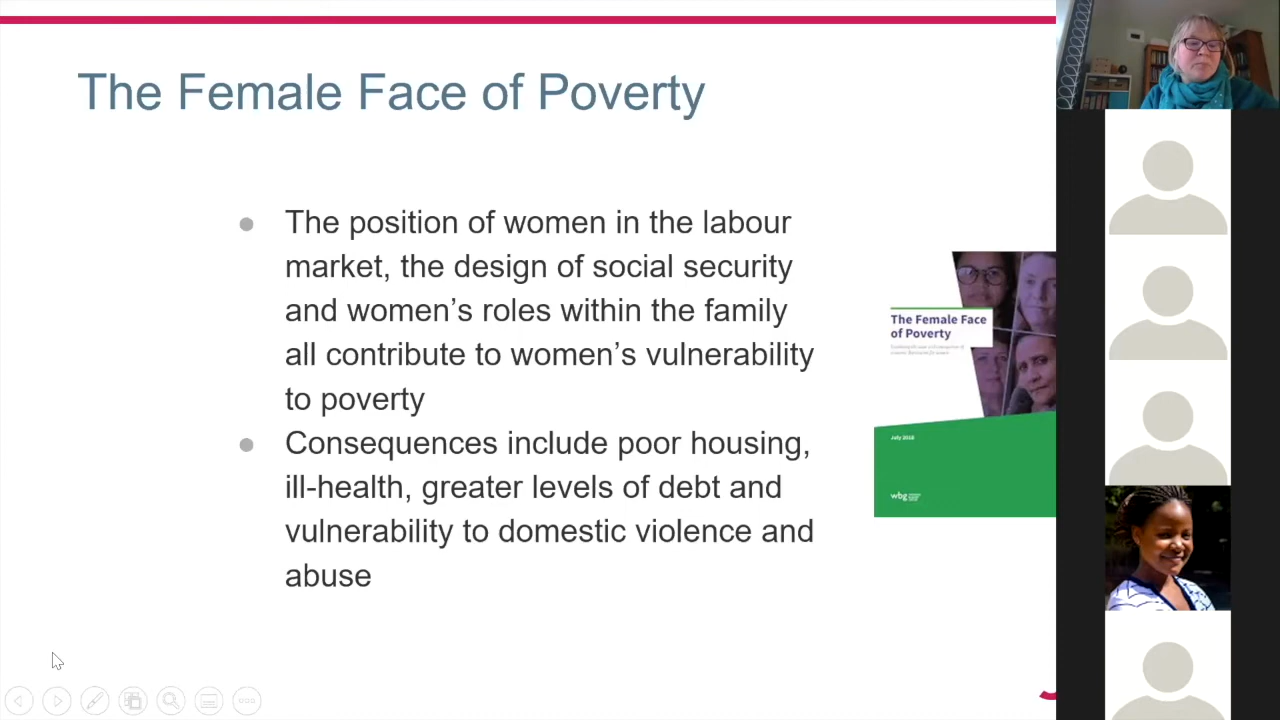 The Female Face of Poverty
The position of women in the labour
market, the design of social security
and women’s roles within the family
all contribute to women’s vulnerability
to poverty
Consequences include poor housing,
ill-health, greater levels of debt and
vulnerability to domestic violence and
abuse
The Female Face
of Poverty
July 2018
wbg